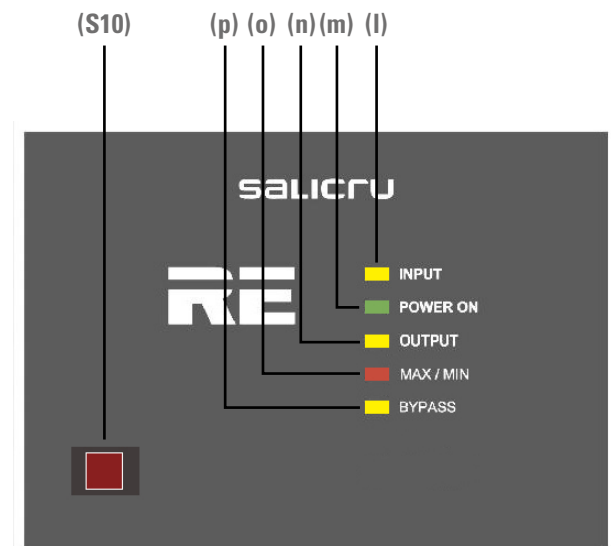 (S10) (p) (o) (n) (m) (l)
salicru
RE
INPUT
POWER ON
OUTPUT
MAX / MIN
BYPASS